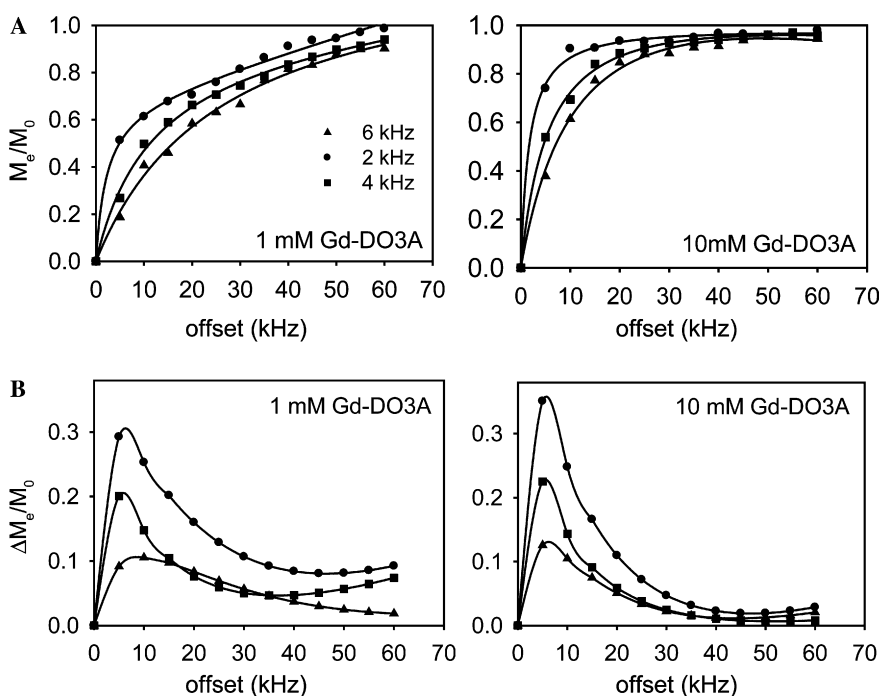 A
1.0
0.8
0.6
0.4
0.2
0.0
Me/M0
6 kHz
2 kHz
4 kHz
1 mM Gd-DO3A
0 10 20 30 40 50 60 70
offset (kHz)
1.0
0.8
0.6
0.4
0.2
0.0
10mM Gd-DO3A
0 10 20 30 40 50 60 70
offset (kHz)
B
1 mM Gd-DO3A
0.3
0.2
0.1
0.0
ΔMe/M0
0 10 20 30 40 50 60 70
offset (kHz)
10 mM Gd-DO3A
0.3
0.2
0.1
0.0
0 10 20 30 40 50 60 70
offset (kHz)